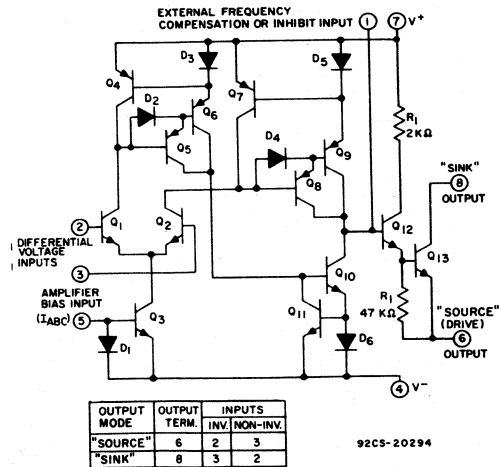 EXTERNAL FREQUENCY
COMPENSATION OR INHIBIT INPUT
1
7 V+
D3
D5
Q4
Q7
D2
Q6
Q5
D4
Q9
Q8
R1
2KΩ
"SINK"
8
OUTPUT
2
Q1
Q2
Q12
Q13
DIFFERENTIAL
VOLTAGE
INPUTS
3
Q10
AMPLIFIER
BIAS INPUT
5 (IABC)
Q3
Q11
R1
47 KΩ
"SOURCE"
(DRIVE)
6
OUTPUT
D1
D6
4 V-
OUTPUT MODE OUTPUT TERM. INPUTS
INV. NON-INV.
"SOURCE" 6 2 3
"SINK" 8 3 2
92CS-20294